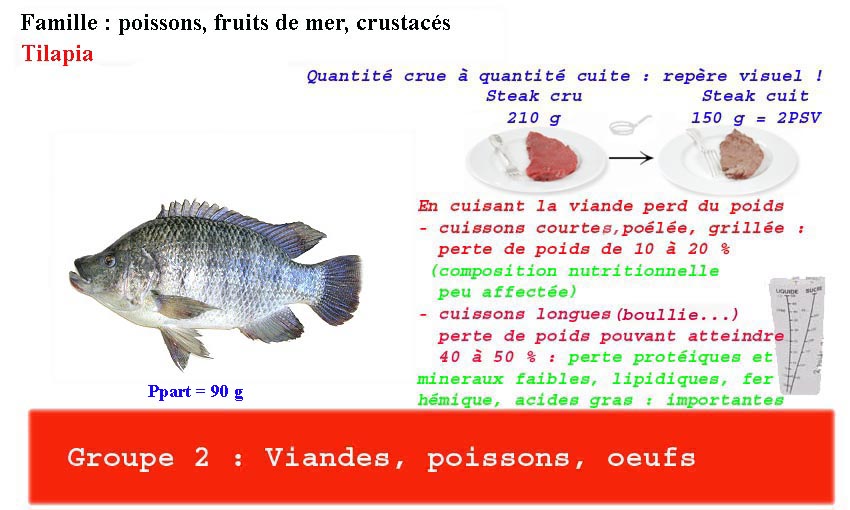 Famille : poissons, fruits de mer, crustacés
Tilapia
Quantité crue à quantité cuite : repère visuel !
Steak cru
210 g
Steak cuit
150 g = 2PSV
En cuisant la viande perd du poids
- cuissons courtes,poélée, grillée :
perte de poids de 10 à 20 %
(composition nutritionnelle
peu affectée)
- cuissons longues(boullie...)
perte de poids pouvant atteindre
40 à 50 % : perte protéiques et
mineraux faibles, lipidiques, fer
hémique, acides gras : importantes
LIQUIDE SUCRE
Ppart = 90 g
Groupe 2 : Viandes, poissons, oeufs